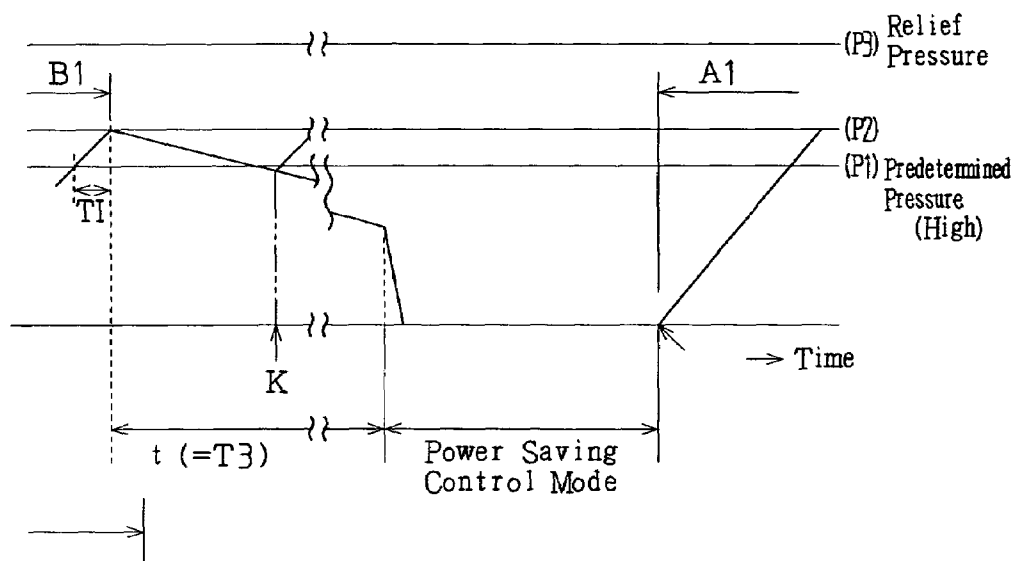 (P3) Relief
Pressure
B1
A1
(P2)
(P1) Predetermined
Pressure
(High)
T1
K
Time
t (=T3)
Power Saving
Control Mode